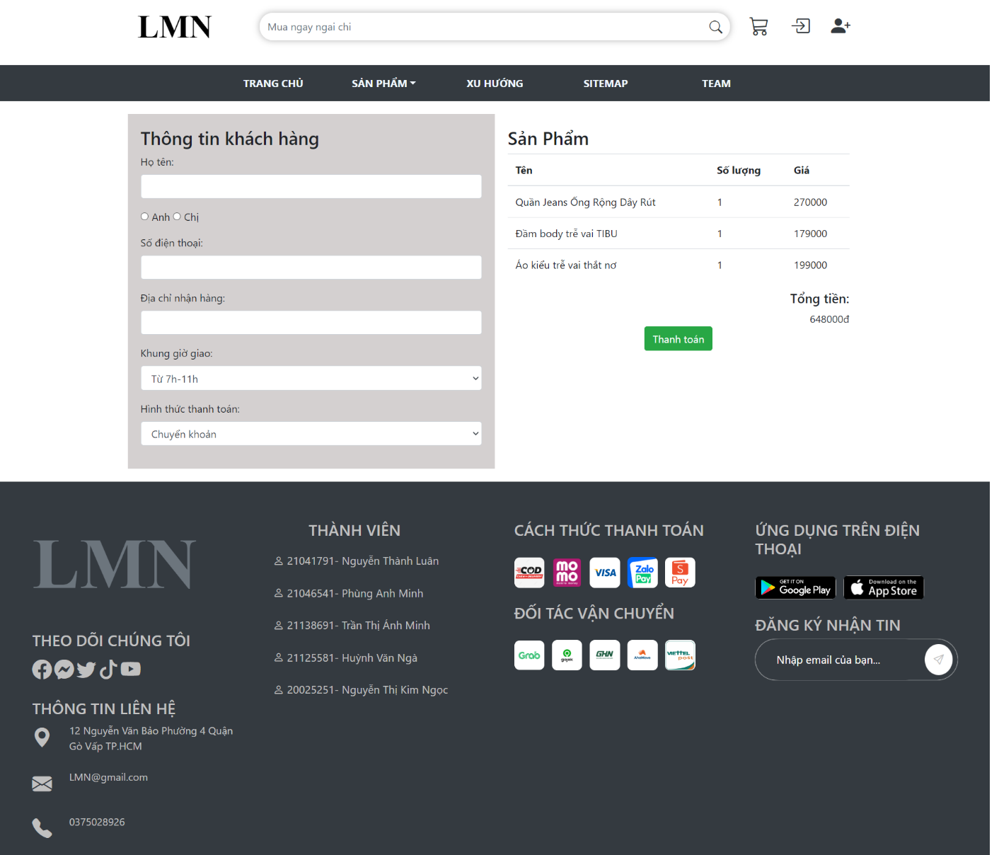 LMN
Mua ngay ngai chi
TRANG CHỦ SẢN PHẨM XU HƯỚNG SITEMAP TEAM
Thông tin khách hàng
Họ tên:
Anh Chị
Số điện thoại:
Địa chỉ nhận hàng:
Khung giờ giao:
Từ 7h-11h
Hình thức thanh toán:
Chuyển khoản
Sản Phẩm
Tên Số lượng Giá
Quần Jeans Ống Rộng Dây Rút 1 270000
Đầm body trễ vai TIBU 1 179000
Áo kiểu trễ vai thắt nơ 1 199000
Tổng tiền:
648000đ
Thanh toán
LMN
THEO DÕI CHÚNG TÔI
THÔNG TIN LIÊN HỆ
12 Nguyễn Văn Bảo Phường 4 Quận
Gò Vấp TP.HCM
LMN@gmail.com
0375028926
THÀNH VIÊN
21041791- Nguyễn Thành Luân
21046541- Phùng Anh Minh
21138691- Trần Thị Ánh Minh
21125581- Huỳnh Văn Ngà
20025251- Nguyễn Thị Kim Ngọc
CÁCH THỨC THANH TOÁN
COD
mo mo
VISA
Zalo Pay
S Pay
ĐỐI TÁC VẬN CHUYỂN
Grab
gojek
GHN
AhaMove
VIETTEL post
ỨNG DỤNG TRÊN ĐIỆN
THOẠI
GET IT ON
Google Play
Download on the
App Store
ĐĂNG KÝ NHẬN TIN
Nhập email của bạn...